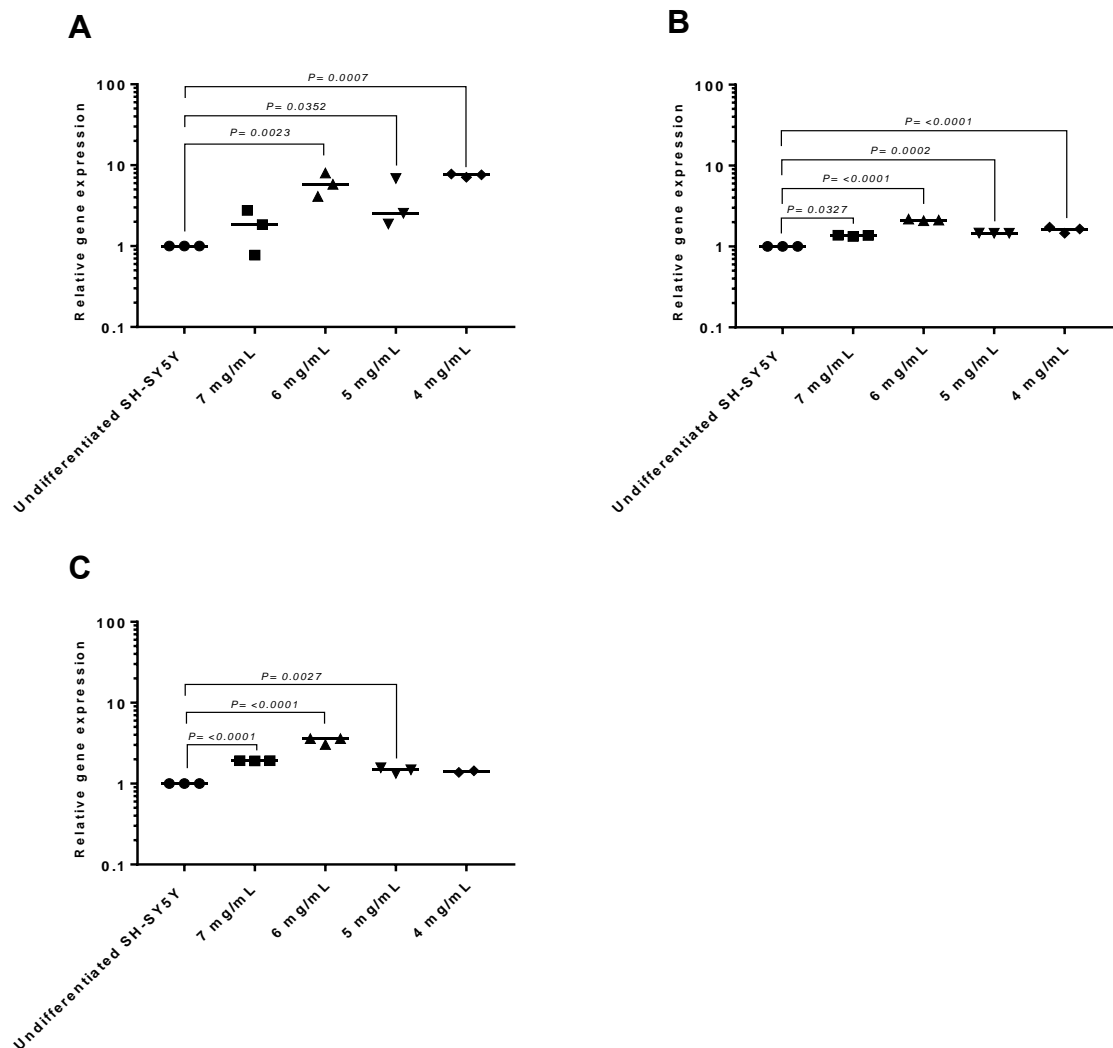 A
P= 0.0007
P= 0.0352
P= 0.0023
100
10
1
0.1
Relative gene expression
Undifferentiated SH-SY5Y
7 mg/mL
6 mg/mL
5 mg/mL
4 mg/mL
B
P= <0.0001
P= 0.0002
P= <0.0001
P= 0.0327
100
10
1
0.1
Relative gene expression
Undifferentiated SH-SY5Y
7 mg/mL
6 mg/mL
5 mg/mL
4 mg/mL
C
P= 0.0027
P= <0.0001
P= <0.0001
100
10
1
0.1
Relative gene expression
Undifferentiated SH-SY5Y
7 mg/mL
6 mg/mL
5 mg/mL
4 mg/mL